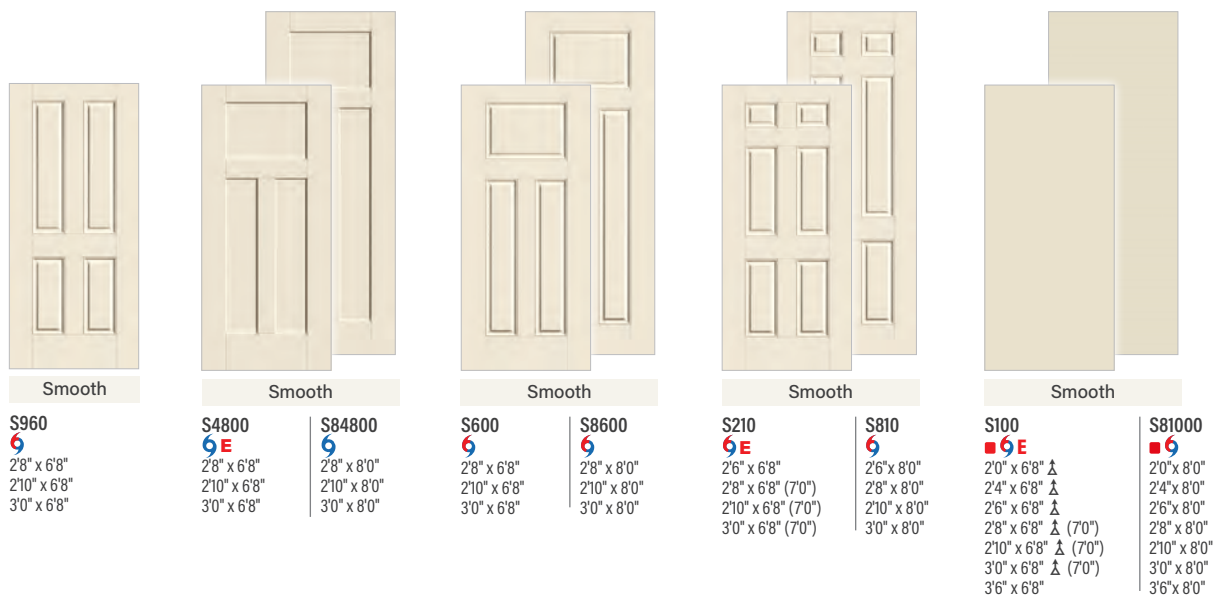 Smooth
S960
2'8" x 6'8"
2'10" x 6'8"
3'0" x 6'8"
Smooth
S4800
E
2'8" x 6'8"
2'10" x 6'8"
3'0" x 6'8"
S84800
2'8" x 8'0"
2'10" x 8'0"
3'0" x 8'0"
Smooth
S600
2'8" x 6'8"
2'10" x 6'8"
3'0" x 6'8"
S8600
2'8" x 8'0"
2'10" x 8'0"
3'0" x 8'0"
Smooth
S210
E
2'6" x 6'8"
2'8" x 6'8" (7'0")
2'10" x 6'8" (7'0")
3'0" x 6'8" (7'0")
S810
2'6"x 8'0"
2'8" x 8'0"
2'10" x 8'0"
3'0" x 8'0"
Smooth
S100
E
2'0" x 6'8"
2'4" x 6'8"
2'6" x 6'8"
2'8" x 6'8" (7'0")
2'10" x 6'8" (7'0")
3'0" x 6'8" (7'0")
3'6" x 6'8"
S81000
2'0"x 8'0"
2'4"x 8'0"
2'6"x 8'0"
2'8" x 8'0"
2'10" x 8'0"
3'0" x 8'0"
3'6"x 8'0"